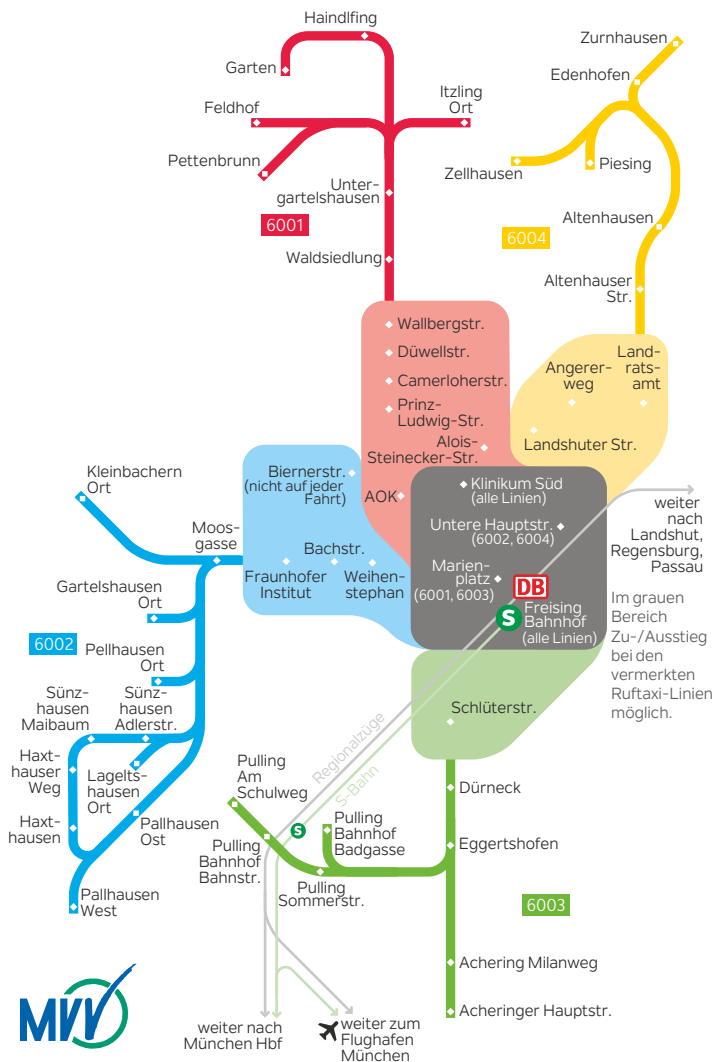 Haindlfing
Garten
Feldhof
Itzling
Ort
Pettenbrunn
Unter-
gartelshausen
6001
Waldsiedlung
Zurnhausen
Edenhofen
Zellhausen
Piesing
6004
Altenhausen
Altenhauser
Str.
Wallbergstr.
Düwellstr.
Camerloherstr.
Prinz-
Ludwig-Str.
Alois-
Steinecker-Str.
AOK
Angerer-
weg
Land-
rats-
amt
Landshuter Str.
Kleinbachern
Ort
Moos-
gasse
Biernerstr.
(nicht auf jeder
Fahrt)
Bachstr.
Fraunhofer
Institut
Weihen-
stephan
Klinikum Süd
(alle Linien)
Untere Hauptstr.
(6002, 6004)
Marien-
platz
(6001, 6003)
DB
S
Freising
Bahnhof
(alle Linien)
weiter
nach
Landshut,
Regensburg,
Passau
Im grauen
Bereich
Zu-/Ausstieg
bei den
vermerkten
Ruftaxi-Linien
möglich.
Gartelshausen
Ort
6002
Pellhausen
Ort
Sünz-
hausen
Maibaum
Sünz-
hausen
Adlerstr.
Haxt-
hauser
Weg
Lagelts-
hausen
Ort
Haxt-
hausen
Pallhausen
Ost
Pallhausen
West
Schlüterstr.
Regionalzüge
S-Bahn
Pulling
Am
Schulweg
S
Pulling
Bahnhof
Badgasse
Pulling
Bahnhof
Bahnstr.
Pulling
Sommerstr.
Dürneck
Eggertshofen
6003
Achering Milanweg
Acheringer Hauptstr.
MVV
weiter nach
München Hbf
weiter zum
Flughafen
München